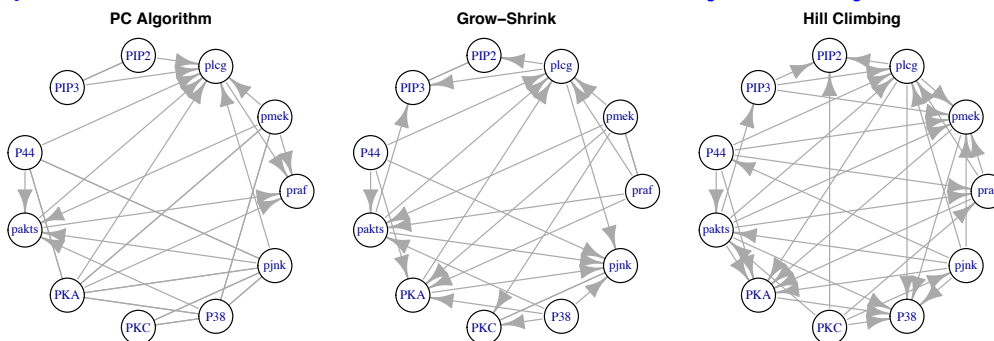 PC Algorithm
PIP2
plcg
PIP3
pmek
P44
praf
pakts
pjnk
PKA
P38
PKC
Grow–Shrink
PIP2
plcg
PIP3
pmek
P44
praf
pakts
pjnk
PKA
P38
PKC
Hill Climbing
PIP2
plcg
PIP3
pmek
P44
pra
pakts
pjnk
PKA
P38
PKC